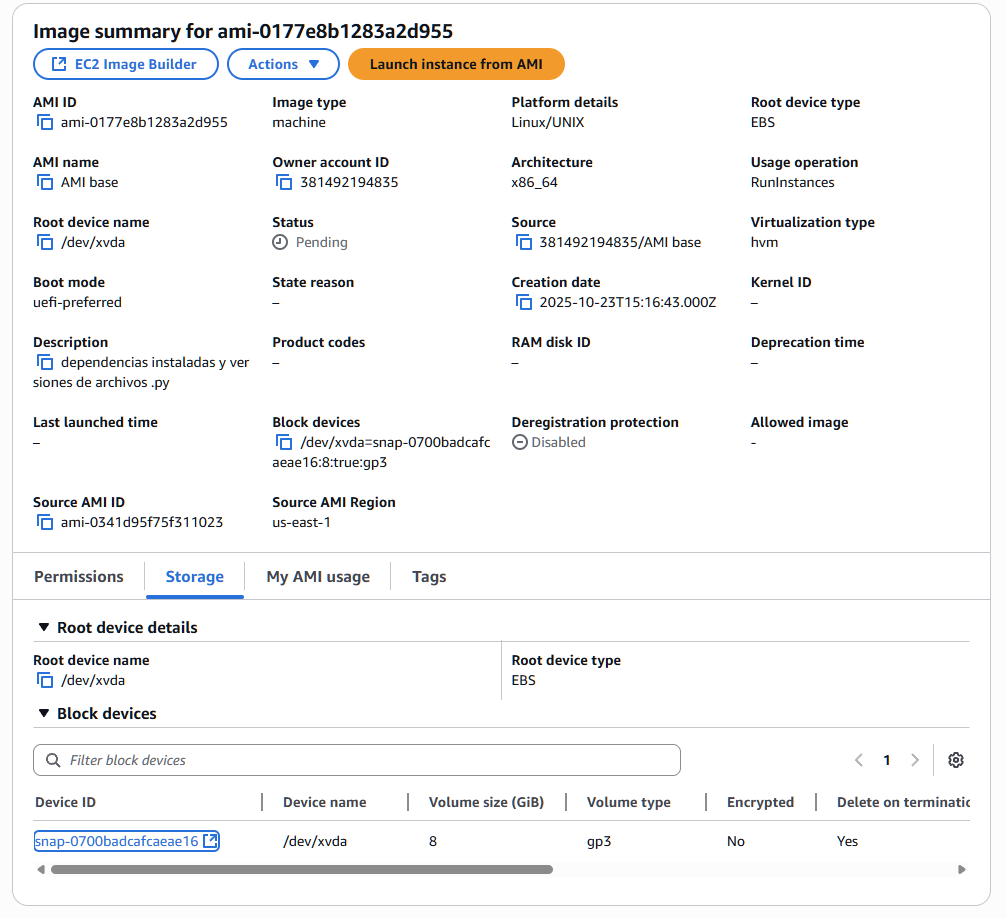 Image summary for ami-0177e8b1283a2d955
EC2 Image Builder
Actions
Launch instance from AMI
AMI ID
ami-0177e8b1283a2d955
Image type
machine
Platform details
Linux/UNIX
Root device type
EBS
AMI name
AMI base
Owner account ID
381492194835
Architecture
x86_64
Usage operation
RunInstances
Root device name
/dev/xvda
Status
Pending
Source
381492194835/AMI base
Virtualization type
hvm
Boot mode
uefi-preferred
State reason
–
Creation date
2025-10-23T15:16:43.000Z
Kernel ID
–
Description
dependencias instaladas y ver
siones de archivos .py
Product codes
–
RAM disk ID
–
Deprecation time
–
Last launched time
–
Block devices
/dev/xvda=snap-0700badcafc
aeae16:8:true:gp3
Deregistration protection
Disabled
Allowed image
-
Source AMI ID
ami-0341d95f75f311023
Source AMI Region
us-east-1
Permissions
Storage
My AMI usage
Tags
Root device details
Root device name
/dev/xvda
Root device type
EBS
Block devices
Filter block devices
1
Device ID
Device name
Volume size (GiB)
Volume type
Encrypted
Delete on terminatic
snap-0700badcafcaeae16
/dev/xvda
8
gp3
No
Yes